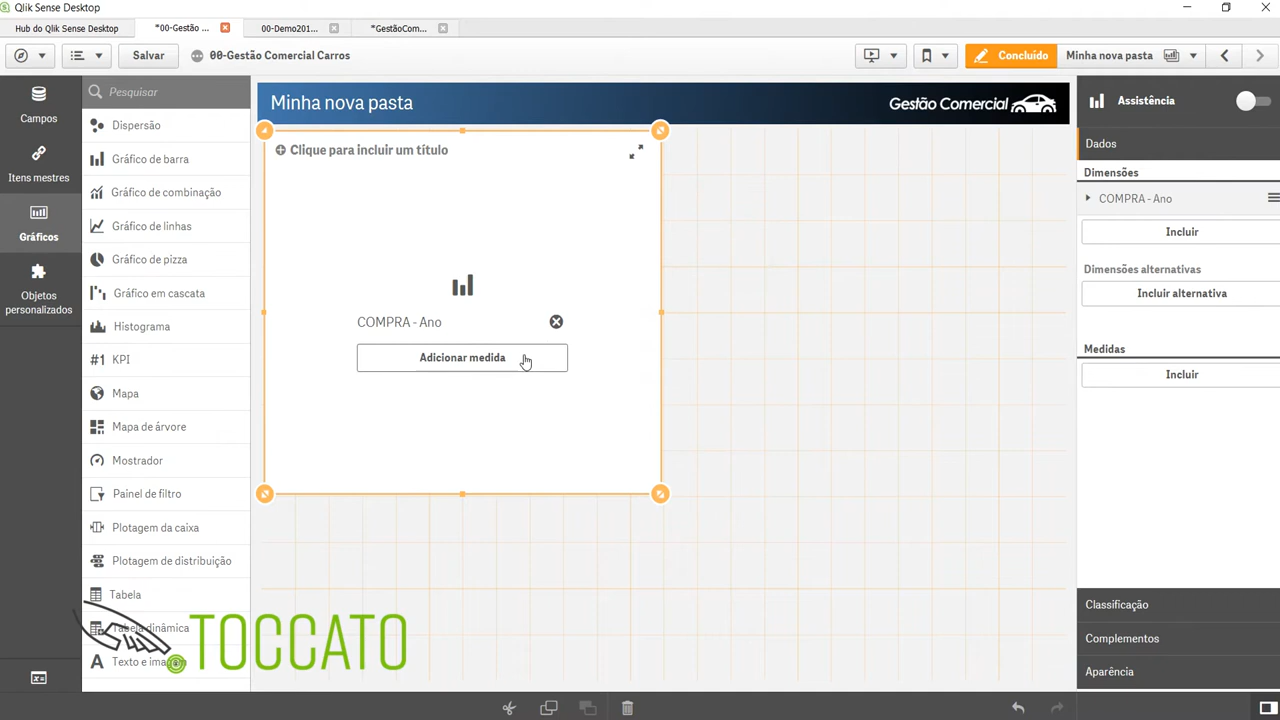 Qlik Sense Desktop
Hub do Qlik Sense Desktop
*00-Gestão ...
00-Demo201...
*GestãoCom...
Salvar
00-Gestão Comercial Carros
Concluído
Minha nova pasta
Campos
Itens mestres
Gráficos
Objetos
personalizados
Pesquisar
Dispersão
Gráfico de barra
Gráfico de combinação
Gráfico de linhas
Gráfico de pizza
Gráfico em cascata
Histograma
#1 KPI
Mapa
Mapa de árvore
Mostrador
Painel de filtro
Plotagem da caixa
Plotagem de distribuição
Tabela
Tabela dinâmica
A Texto e imagem
Minha nova pasta
Gestão Comercial
Clique para incluir um título
COMPRA - Ano
Adicionar medida
TOCCATO
Assistência
Dados
Dimensões
COMPRA - Ano
Incluir
Dimensões alternativas
Incluir alternativa
Medidas
Incluir
Classificação
Complementos
Aparência